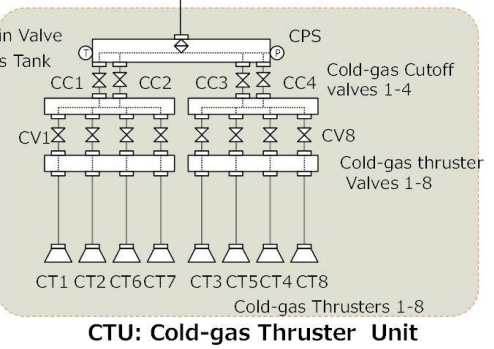 in Valve
s Tank
T
P
CPS
CC1
CC2
CC3
CC4
Cold-gas Cutoff
valves 1-4
CV1
CV8
Cold-gas thruster
Valves 1-8
CT1 CT2 CT6 CT7 CT3 CT5 CT4 CT8
Cold-gas Thrusters 1-8
CTU: Cold-gas Thruster Unit